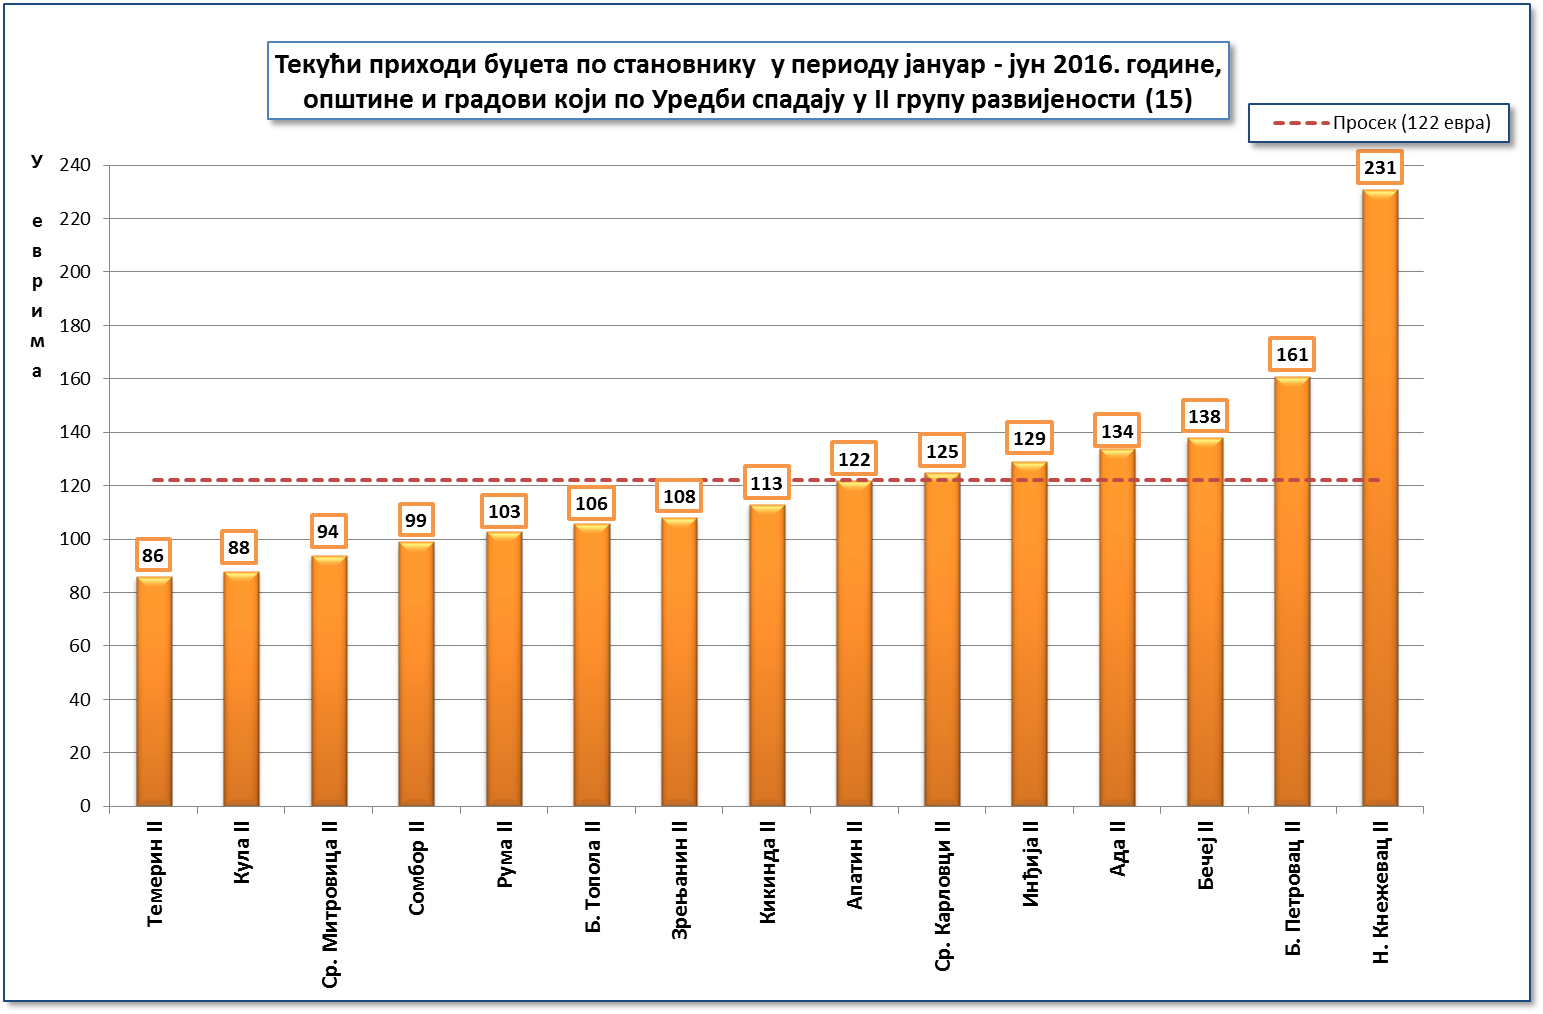 Текући приходи буџета по становнику  у периоду јануар - јун 2016. године,
општине и градови који по Уредби спадају у II групу развијености (15)
Просек (122 евра)
У еврима
240
220
200
180
160
140
120
100
80
60
40
20
0
86
88
94
99
103
106
108
113
122
125
129
134
138
161
231
Темерин II
Кула II
Ср. Митровица II
Сомбор II
Рума II
Б. Топола II
Зрењанин II
Кикинда II
Апатин II
Ср. Карловци II
Инђија II
Ада II
Бечеј II
Б. Петровац II
Н. Кнежевац II